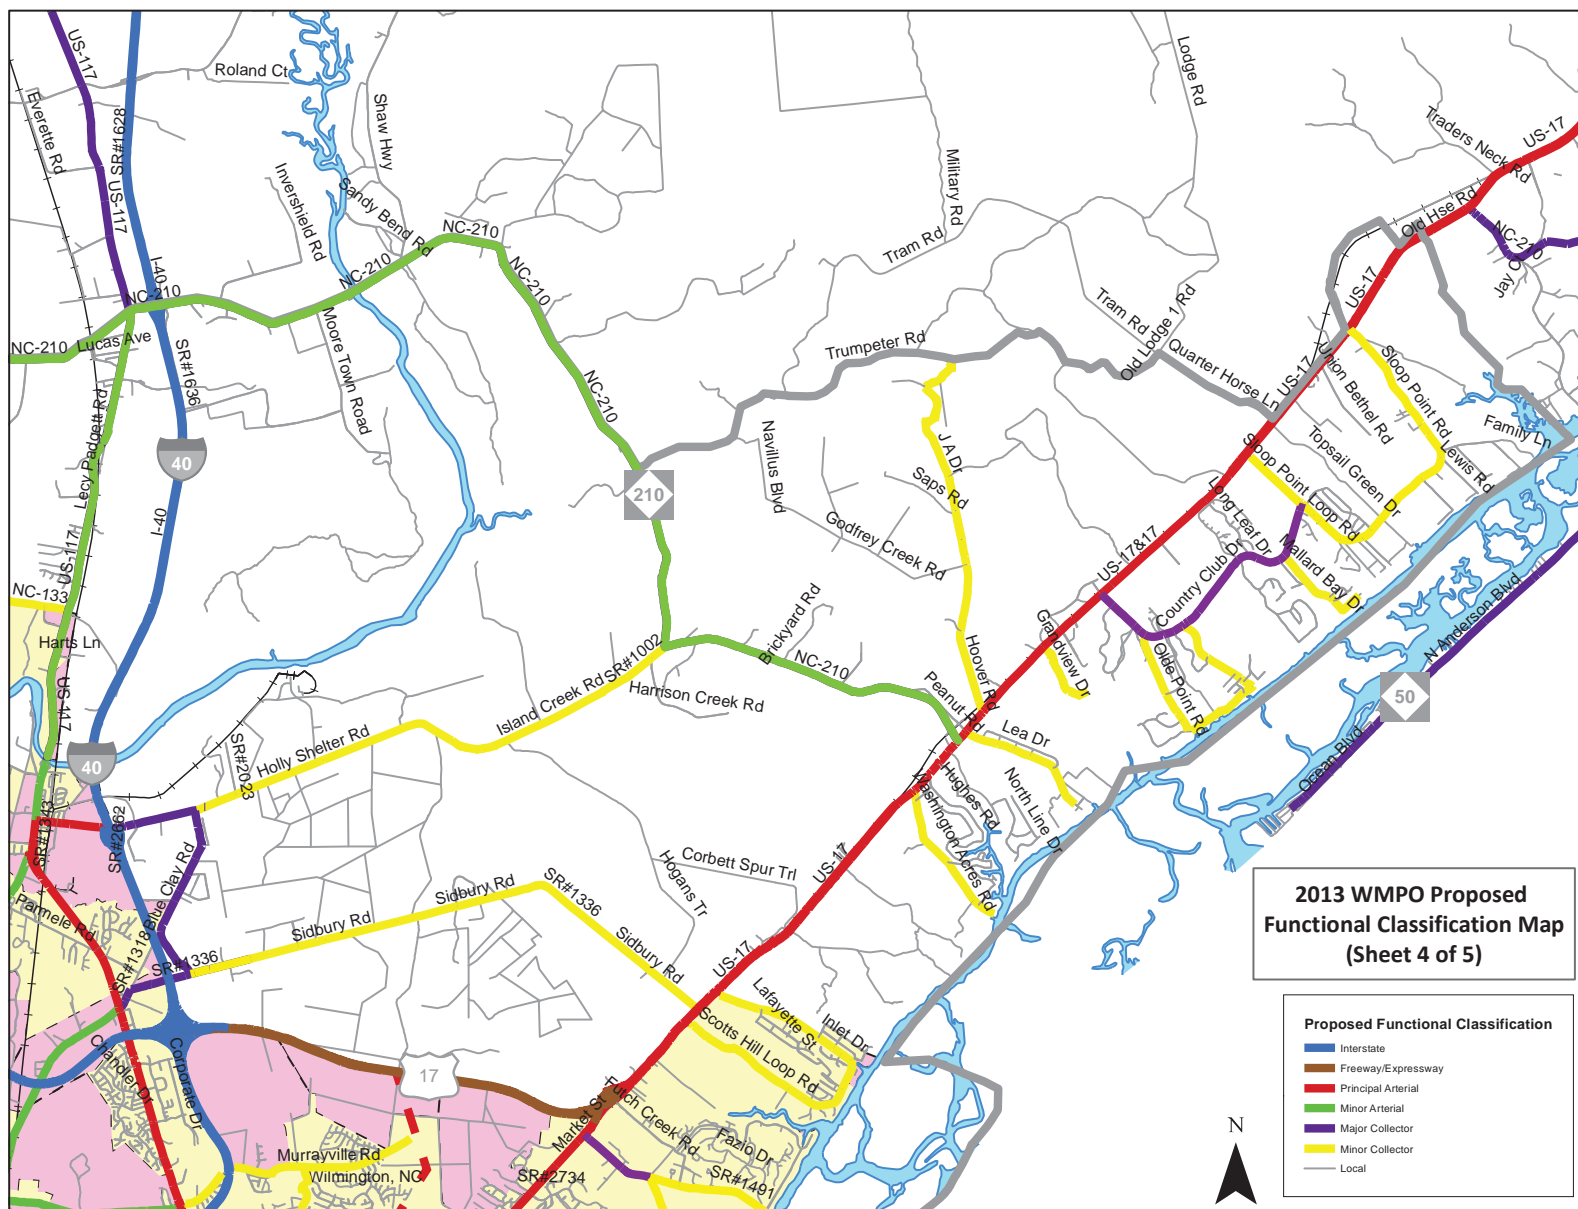 US-117
Roland Ct
Everette Rd
SR#1628
Shaw Hwy
Lodge Rd
Traders Neck Rd
US-17
US-117
Invershield Rd
Sandy Bend Rd
Military Rd
NC-210
Old Hse Rd
NC-210
Jay Ct
Tram Rd
I-40
NC-210
NC-210
NC-210
US-17
Tram Rd
Old Lodge 1 Rd
NC-210
Lucas Ave
SR#1636
Moore Town Road
NC-210
Trumpeter Rd
Quarter Horse Ln
US-17
Union Bethel Rd
Sloop Point Rd
Family Ln
Lecy Padgett Rd
40
Navillus Blvd
J A Dr
Saps Rd
Sloop Point Loop Rd
Topsail Green Dr
Lewis Rd
210
I-40
Godfrey Creek Rd
Long Leaf Dr
US-117
US-17&17
Country Club Dr
Mallard Bay Dr
NC-133
Harts Ln
Brickyard Rd
SR#1002
NC-210
Hoover Rd
Grandview Dr
Olde Point Rd
N Anderson Blvd
US-117
Island Creek Rd
Harrison Creek Rd
Peanut Rd
Lea Dr
50
40
SR#2023
Holly Shelter Rd
Ocean Blvd
Hughes Rd
North Line Dr
Washington Acres Rd
SR#1343
SR#2662
Blue Clay Rd
Hogans Tr
Corbett Spur Trl
US-17
Parmele Rd
SR#1318
SR#1336
Sidbury Rd
Sidbury Rd
SR#1336
Sidbury Rd
US-17
2013 WMPO Proposed
Functional Classification Map
(Sheet 4 of 5)
Lafayette St
Inlet Dr
Scotts Hill Loop Rd
Chander Dr
Corporate Dr
17
Market St
Futch Creek Rd
Fazio Dr
Murrayville Rd
Wilmington, NC
SR#2734
SR#1491
N
Proposed Functional Classification
Interstate
Freeway/Expressway
Principal Arterial
Minor Arterial
Major Collector
Minor Collector
Local